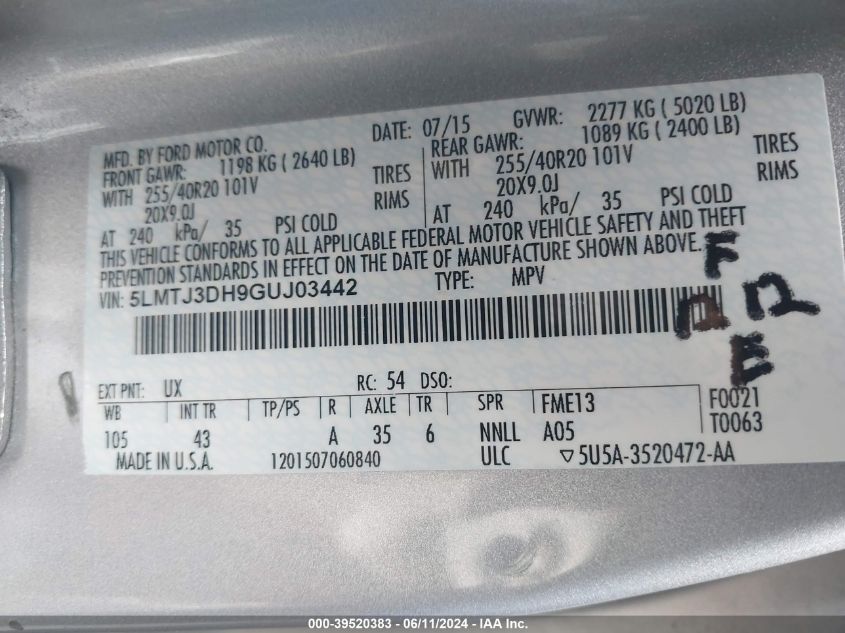 MFD. BY FORD MOTOR CO.
DATE: 07/15 GVWR: 2277 KG ( 5020 LB)
FRONT GAWR: 1198 KG ( 2640 LB)
REAR GAWR: 1089 KG ( 2400 LB)
WITH 255/40R20 101V TIRES
WITH 255/40R20 101V TIRES
20X9.0J RIMS
20X9.0J RIMS
AT 240 kPa/ 35 PSI COLD
AT 240 kPa/ 35 PSI COLD
THIS VEHICLE CONFORMS TO ALL APPLICABLE FEDERAL MOTOR VEHICLE SAFETY AND THEFT
PREVENTION STANDARDS IN EFFECT ON THE DATE OF MANUFACTURE SHOWN ABOVE.
VIN: 5LMTJ3DH9GUJ03442 TYPE: MPV
EXT PNT: UX RC: 54 DSO:
WB INT TR TP/PS R AXLE TR SPR FME13 F0021
105 43 A 35 6 NNLL A05 T0063
MADE IN U.S.A. 1201507060840 ULC ▽5U5A-3520472-AA
000-39520383 - 06/11/2024 - IAA Inc.